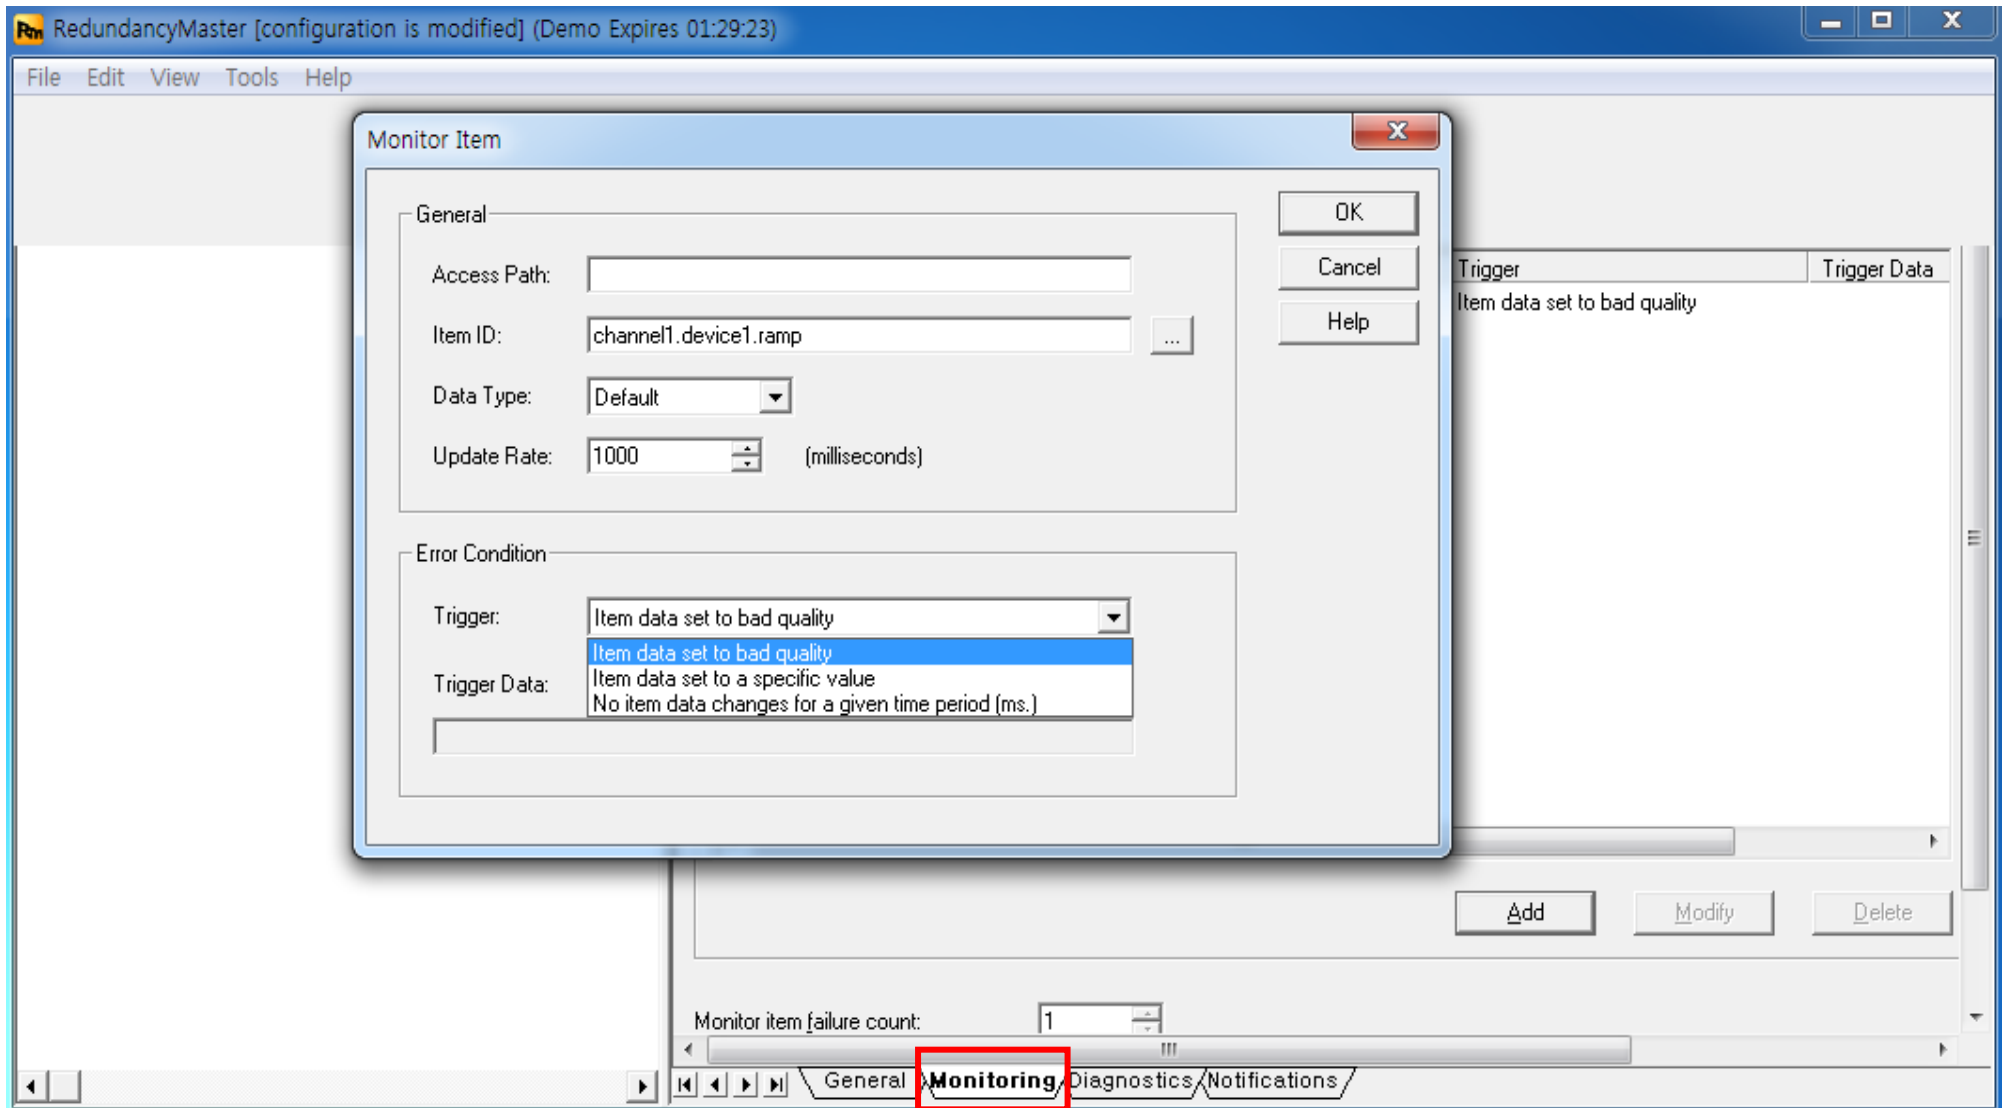 Rm RedundancyMaster [configuration is modified] (Demo Expires 01:29:23)
File Edit View Tools Help
Monitor Item
General
OK
Access Path:
Cancel
Item ID: channel1.device1.ramp ...
Help
Data Type: Default
Update Rate: 1000 (milliseconds)
Error Condition
Trigger: Item data set to bad quality
Item data set to bad quality
Item data set to a specific value
No item data changes for a given time period (ms.)
Trigger Data:
Trigger Trigger Data
Item data set to bad quality
Add Modify Delete
Monitor item failure count: 1
General Monitoring Diagnostics Notifications